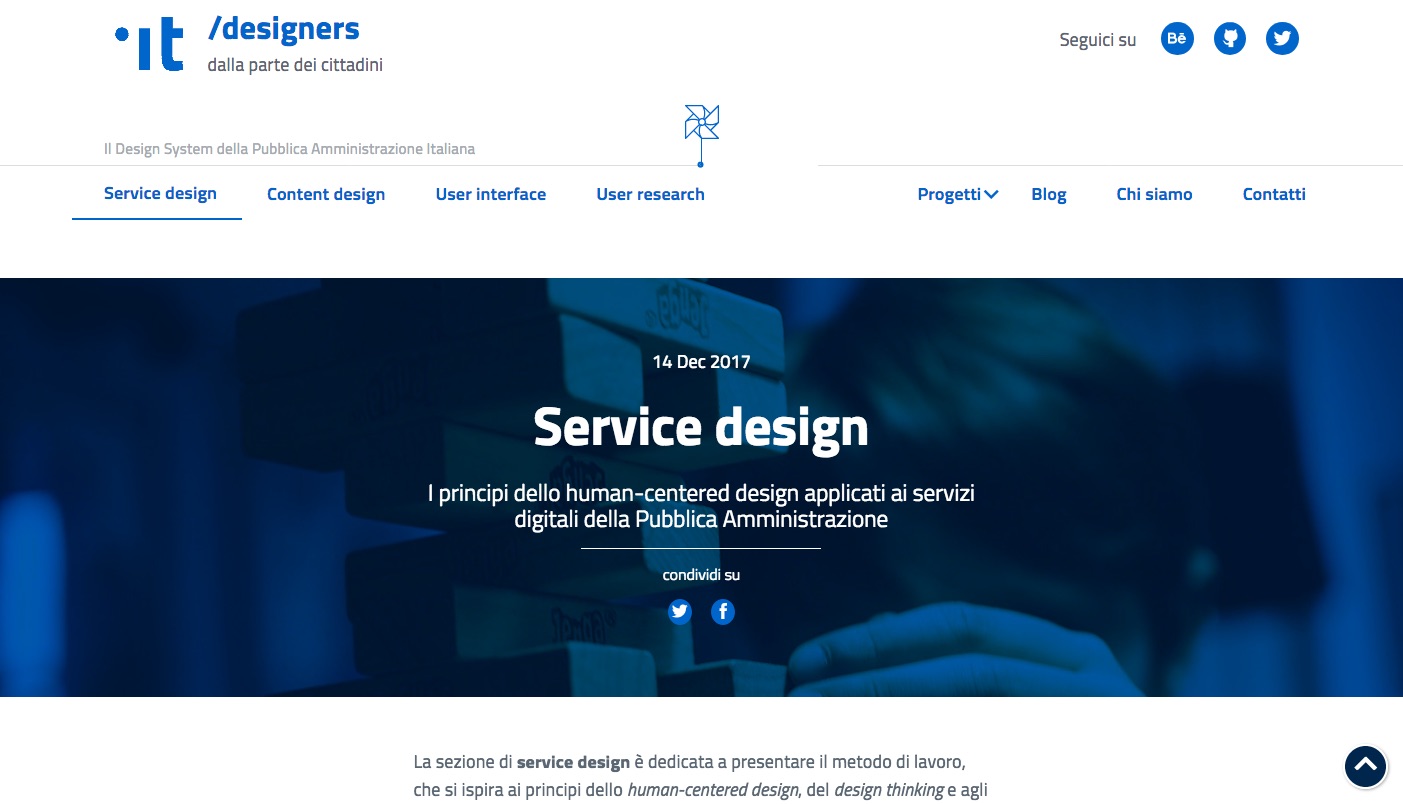 it
/designers
dalla parte dei cittadini
Seguici su
Bē
Il Design System della Pubblica Amministrazione Italiana
Service design
Content design
User interface
User research
Progetti
Blog
Chi siamo
Contatti
Jenga
14 Dec 2017
Service design
I principi dello human-centered design applicati ai servizi
digitali della Pubblica Amministrazione
condividi su
La sezione di service design è dedicata a presentare il metodo di lavoro,
che si ispira ai principi dello human-centered design, del design thinking e agli